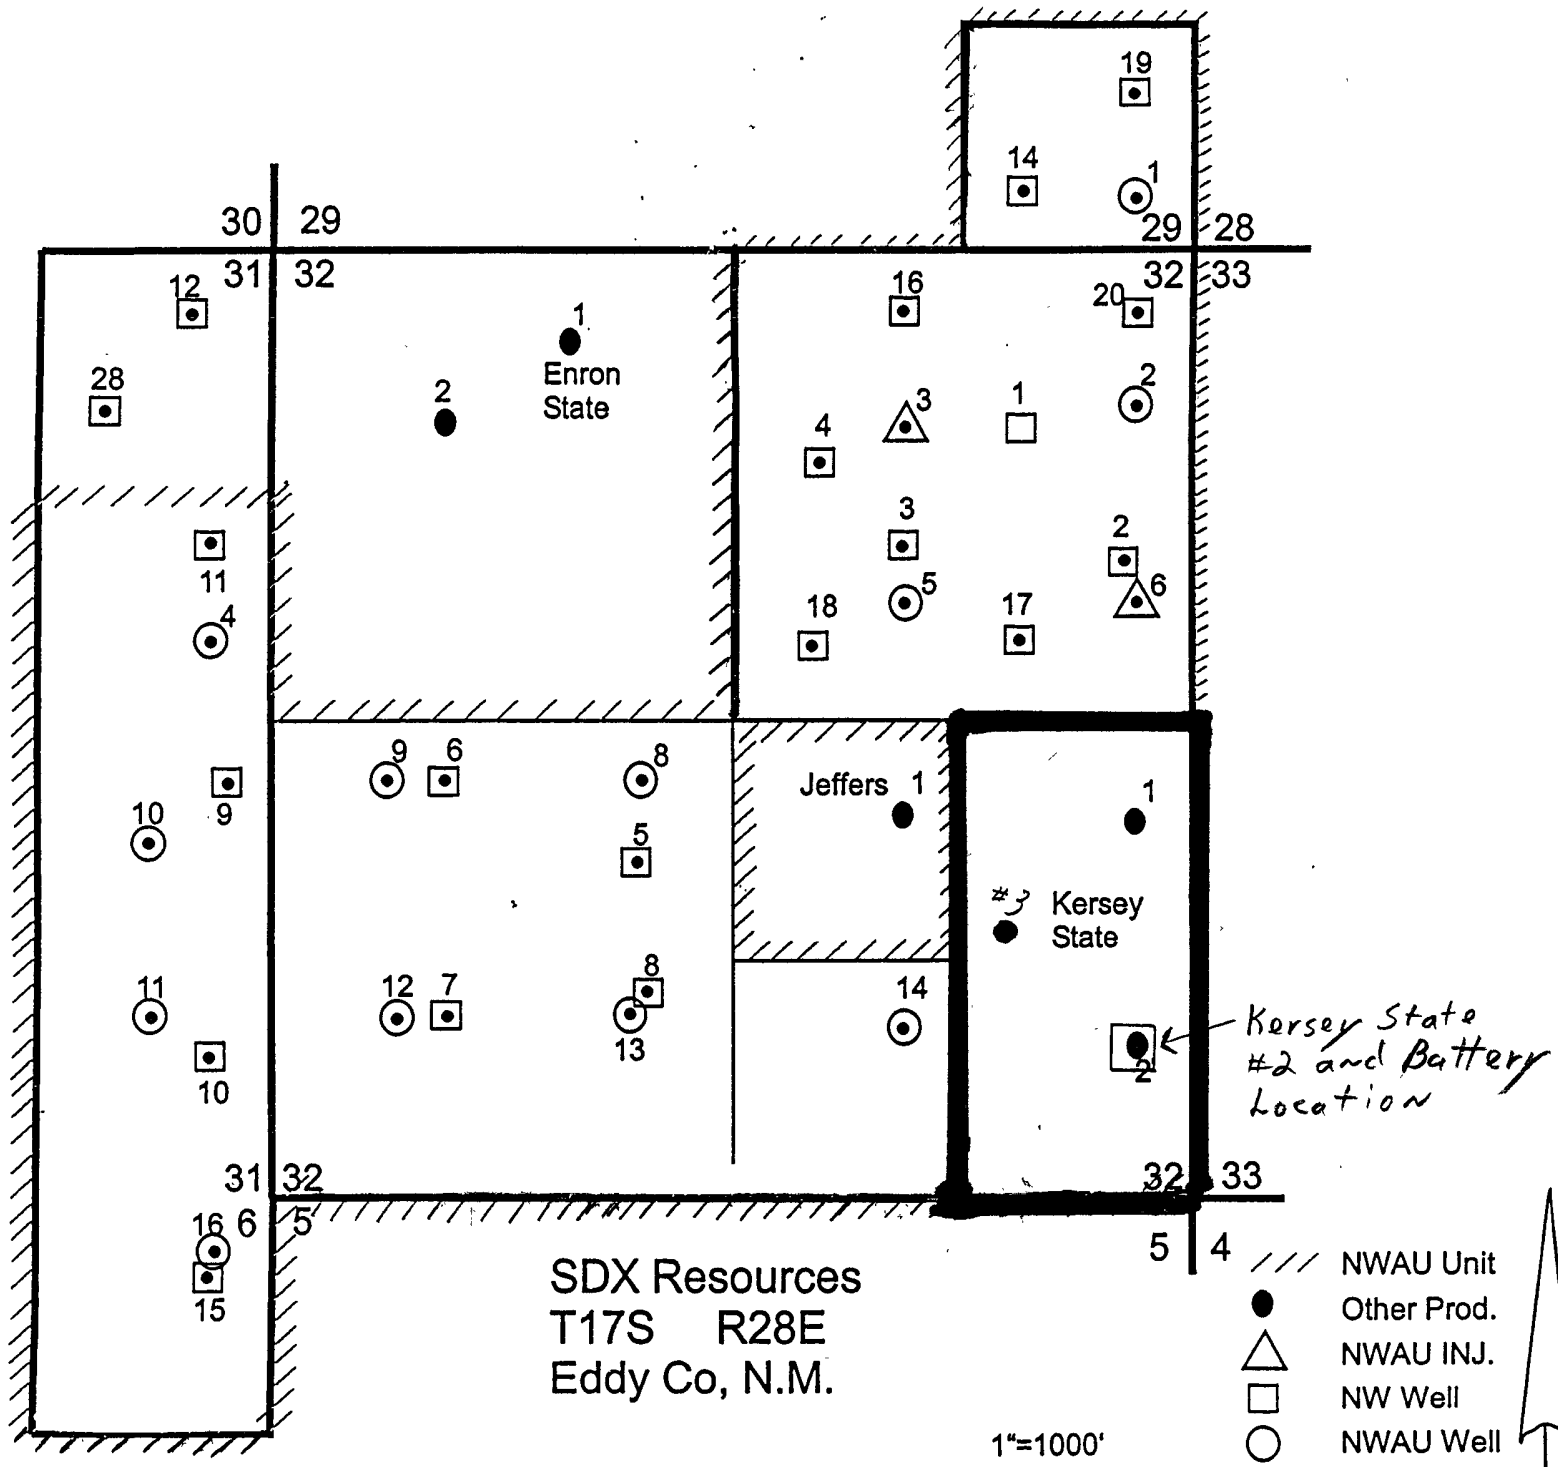 19
14
1
30 29
29 28
31 32
32 33
12
1
16
20
Enron
State
28
2
3
1
2
4
3
2
11
5
6
4
18
17
9 6
8
Jeffers 1
1
9
10
5
#3 Kersey
State
8
11
12 7
14
13
Kersey State
#2 and Battery
Location
2
10
31 32
32 33
16 6 5
5 4
15
SDX Resources
T17S R28E
Eddy Co, N.M.
/// NWAU Unit
Other Prod.
NWAU INJ.
NW Well
NWAU Well
1"=1000'